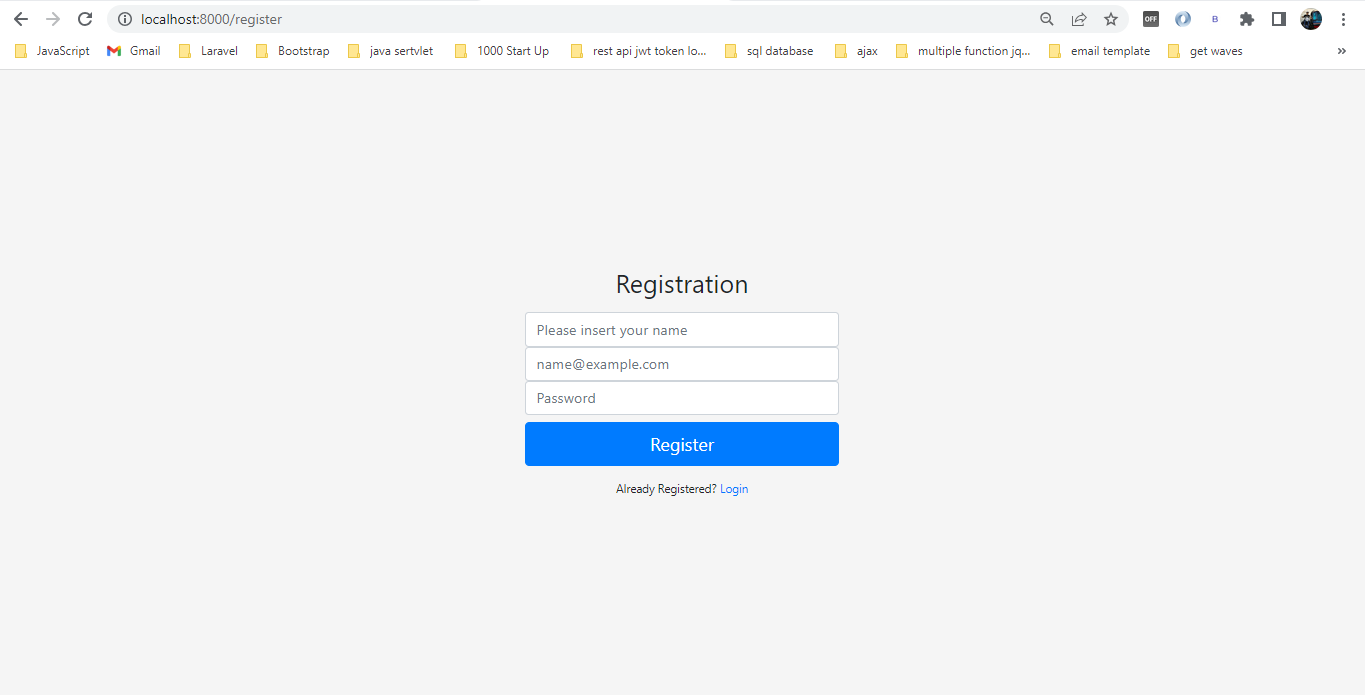 localhost:8000/register
OFF
B
JavaScript Gmail Laravel Bootstrap java servlet 1000 Start Up rest api jwt token lo... sql database ajax multiple function jq... email template get waves »
Registration
Please insert your name
name@example.com
Password
Register
Already Registered? Login